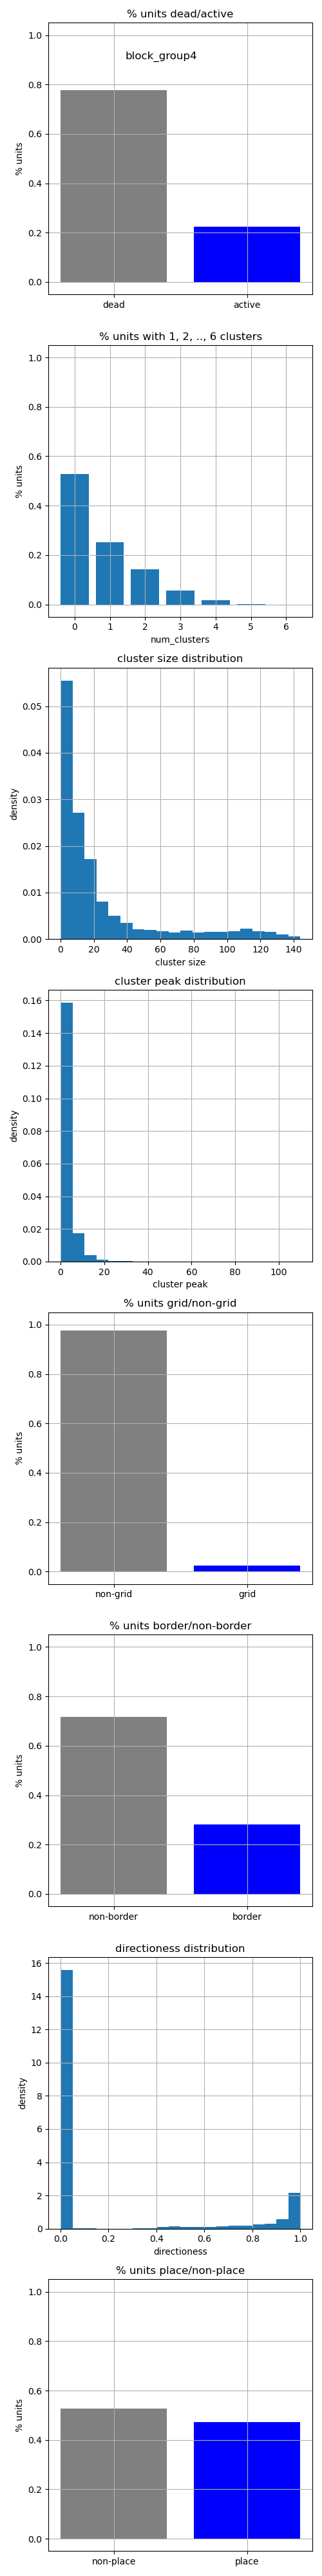 % units dead/active
block_group4
% units
1.0
0.8
0.6
0.4
0.2
0.0
dead active
% units with 1, 2, .., 6 clusters
% units
1.0
0.8
0.6
0.4
0.2
0.0
0 1 2 3 4 5 6
num_clusters
cluster size distribution
density
0.05
0.04
0.03
0.02
0.01
0.00
0 20 40 60 80 100 120 140
cluster size
cluster peak distribution
density
0.16
0.14
0.12
0.10
0.08
0.06
0.04
0.02
0.00
0 20 40 60 80 100
cluster peak
% units grid/non-grid
% units
1.0
0.8
0.6
0.4
0.2
0.0
non-grid grid
% units border/non-border
% units
1.0
0.8
0.6
0.4
0.2
0.0
non-border border
directioness distribution
density
16
14
12
10
8
6
4
2
0
0.0 0.2 0.4 0.6 0.8 1.0
directioness
% units place/non-place
% units
1.0
0.8
0.6
0.4
0.2
0.0
non-place place